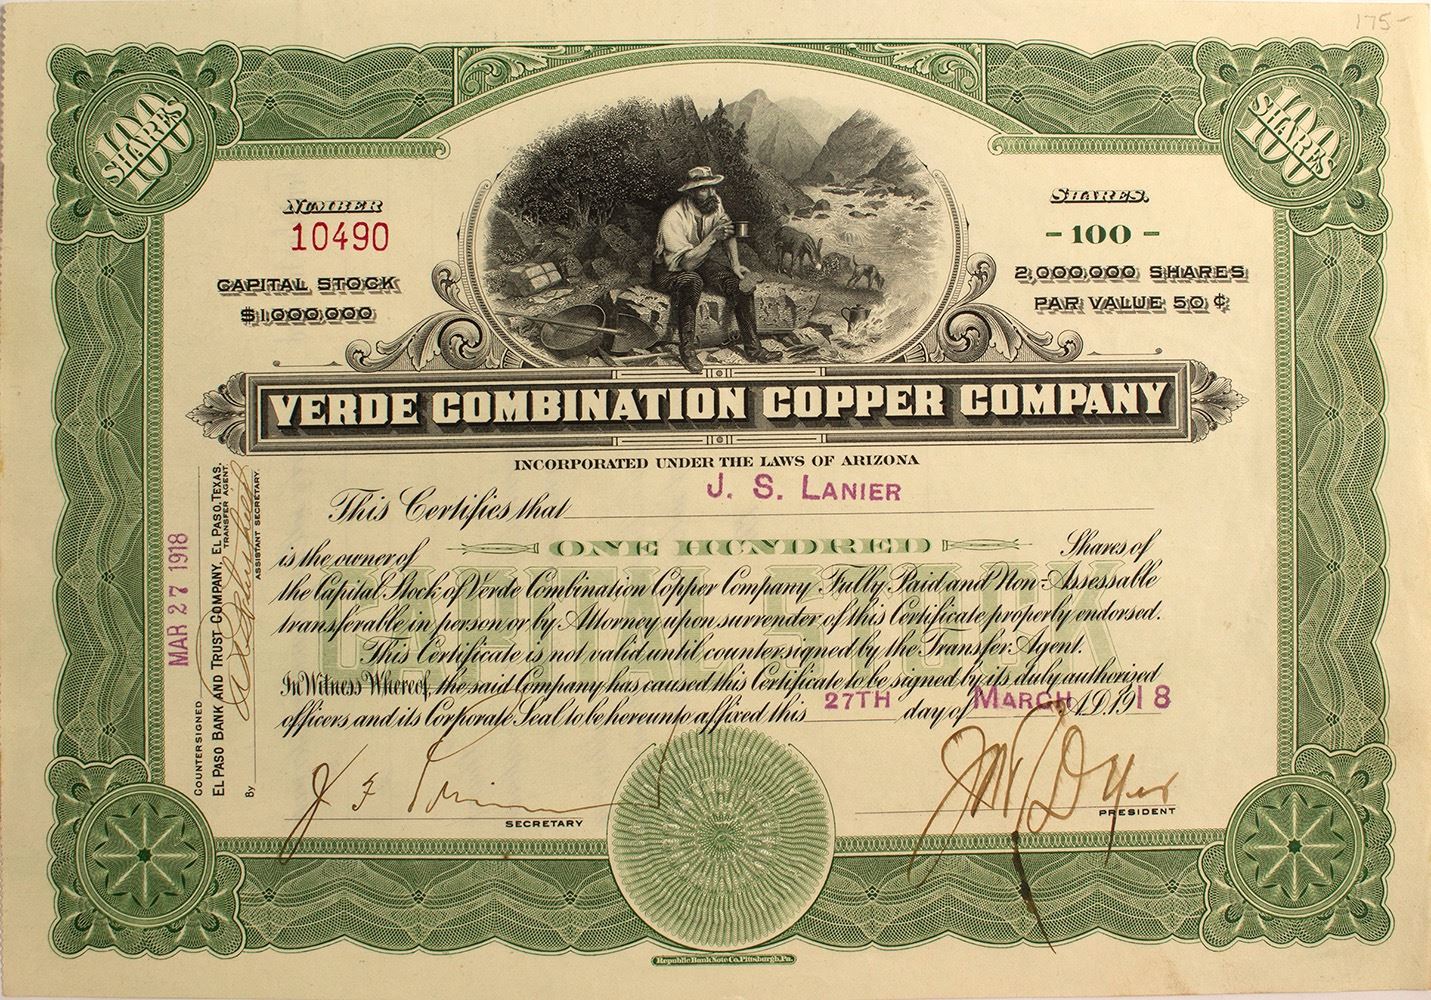 175-
100 SHARES
100 SHARES
NUMBER
10490
CAPITAL STOCK
$1,000,000
SHARES.
- 100 -
2,000,000 SHARES
PAR VALUE 50 ¢
VERDE COMBINATION COPPER COMPANY
INCORPORATED UNDER THE LAWS OF ARIZONA
This Certifies that J. S. LANIER
is the owner of ONE HUNDRED Shares of
the Capital Stock of Verde Combination Copper Company Fully Paid and Non-Assessable
transferable in person or by Attorney upon surrender of this Certificate properly endorsed.
This Certificate is not valid until countersigned by the Transfer Agent.
In Witness Whereof, the said Company has caused this Certificate to be signed by its duly authorized
officers and its Corporate Seal to be hereunto affixed this 27TH day of MARCH A.D. 1918
CAPITAL STOCK
SECRETARY
PRESIDENT
MAR 27 1918
COUNTERSIGNED
EL PASO BANK AND TRUST COMPANY, EL PASO, TEXAS.
TRANSFER AGENT.
By
ASSISTANT SECRETARY.
Republic Bank Note Co. Pittsburgh, Pa.